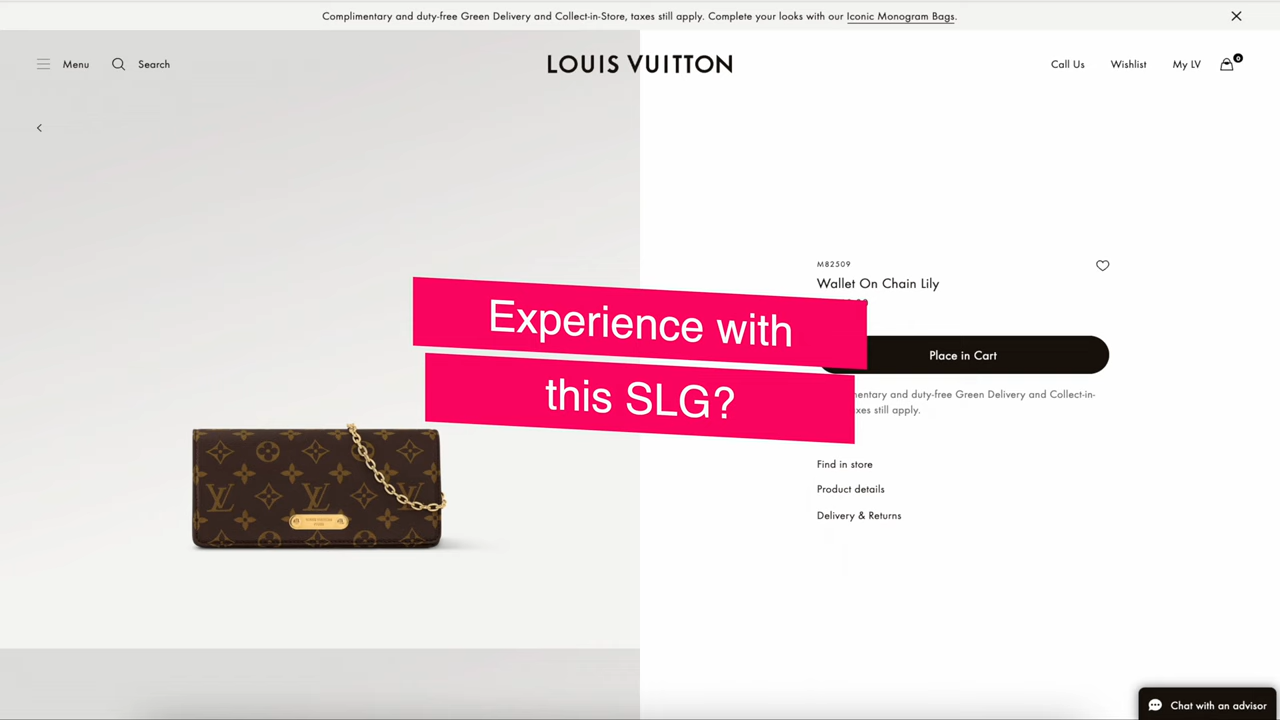 Complimentary and duty-free Green Delivery and Collect-in-Store, taxes still apply. Complete your looks with our Iconic Monogram Bags.
Menu
Search
LOUIS VUITTON
Call Us
Wishlist
My LV
0
M82509
Wallet On Chain Lily
Experience with
this SLG?
Place in Cart
and duty-free Green Delivery and Collect-in-
still apply.
Find in store
Product details
Delivery & Returns
Chat with an advisor